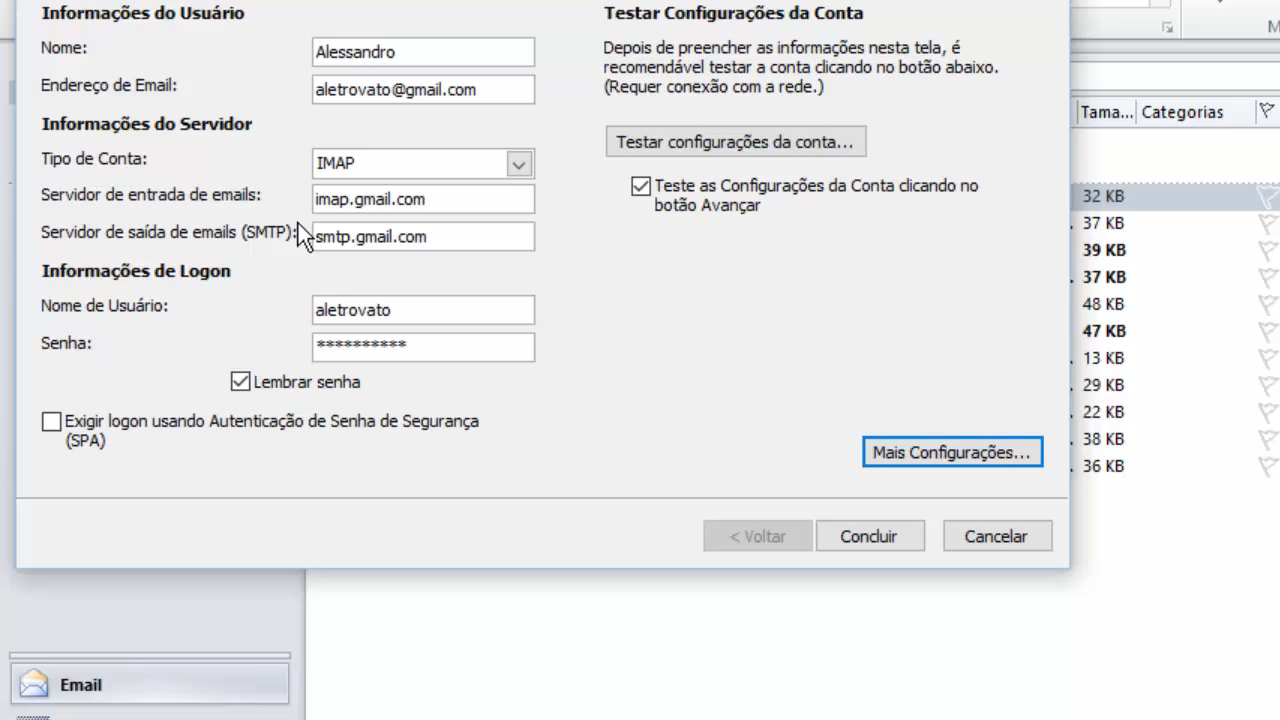 Informações do Usuário
Nome:
Alessandro
Endereço de Email:
aletrovato@gmail.com
Informações do Servidor
Tipo de Conta:
IMAP
Servidor de entrada de emails:
imap.gmail.com
Servidor de saída de emails (SMTP):
smtp.gmail.com
Informações de Logon
Nome de Usuário:
aletrovato
Senha:
**********
Lembrar senha
Exigir logon usando Autenticação de Senha de Segurança
(SPA)
Testar Configurações da Conta
Depois de preencher as informações nesta tela, é
recomendável testar a conta clicando no botão abaixo.
(Requer conexão com a rede.)
Testar configurações da conta...
Teste as Configurações da Conta clicando no
botão Avançar
Mais Configurações...
< Voltar
Concluir
Cancelar
Tama... Categorias
32 KB
37 KB
39 KB
37 KB
48 KB
47 KB
13 KB
29 KB
22 KB
38 KB
36 KB
Email